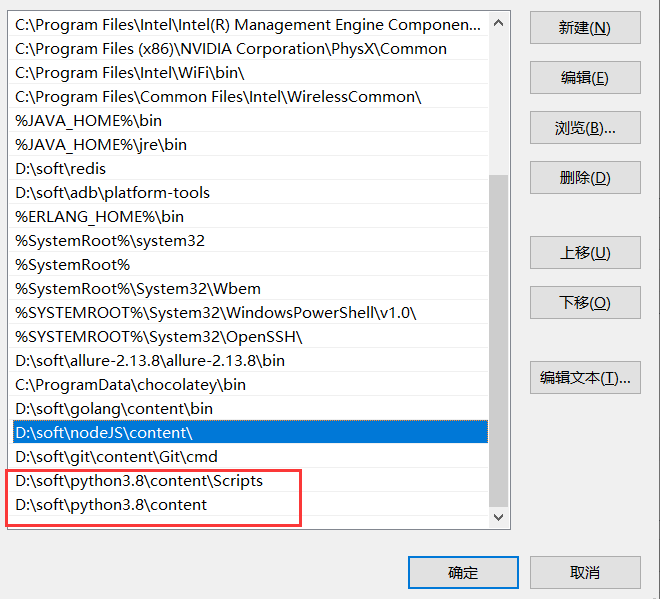 C:\Program Files\Intel\Intel(R) Management Engine Componen...
C:\Program Files (x86)\NVIDIA Corporation\PhysX\Common
C:\Program Files\Intel\WiFi\bin\
C:\Program Files\Common Files\Intel\WirelessCommon\
%JAVA_HOME%\bin
%JAVA_HOME%\jre\bin
D:\soft\redis
D:\soft\adb\platform-tools
%ERLANG_HOME%\bin
%SystemRoot%\system32
%SystemRoot%
%SystemRoot%\System32\Wbem
%SYSTEMROOT%\System32\WindowsPowerShell\v1.0\
%SYSTEMROOT%\System32\OpenSSH\
D:\soft\allure-2.13.8\allure-2.13.8\bin
C:\ProgramData\chocolatey\bin
D:\soft\golang\content\bin
D:\soft\nodeJS\content\
D:\soft\git\content\Git\cmd
D:\soft\python3.8\content\Scripts
D:\soft\python3.8\content
新建(N)
编辑(E)
浏览(B)...
删除(D)
上移(U)
下移(O)
编辑文本(T)...
确定
取消